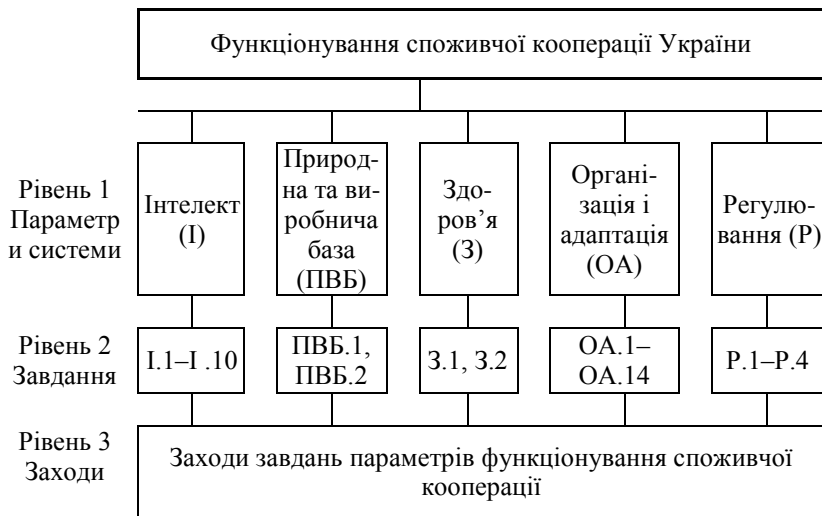 Функціонування споживчої кооперації України
Рівень 1
Параметр
и системи
Інтелект
(І)
Природ-
на та ви-
робнича
база
(ПВБ)
Здо-
ров’я
(З)
Органі-
зація і
адаптація
(ОА)
Регулю-
вання (Р)
Рівень 2
Завдання
І.1–І .10
ПВБ.1,
ПВБ.2
З.1, З.2
ОА.1–
ОА.14
Р.1–Р.4
Рівень 3
Заходи
Заходи завдань параметрів функціонування споживчої
кооперації